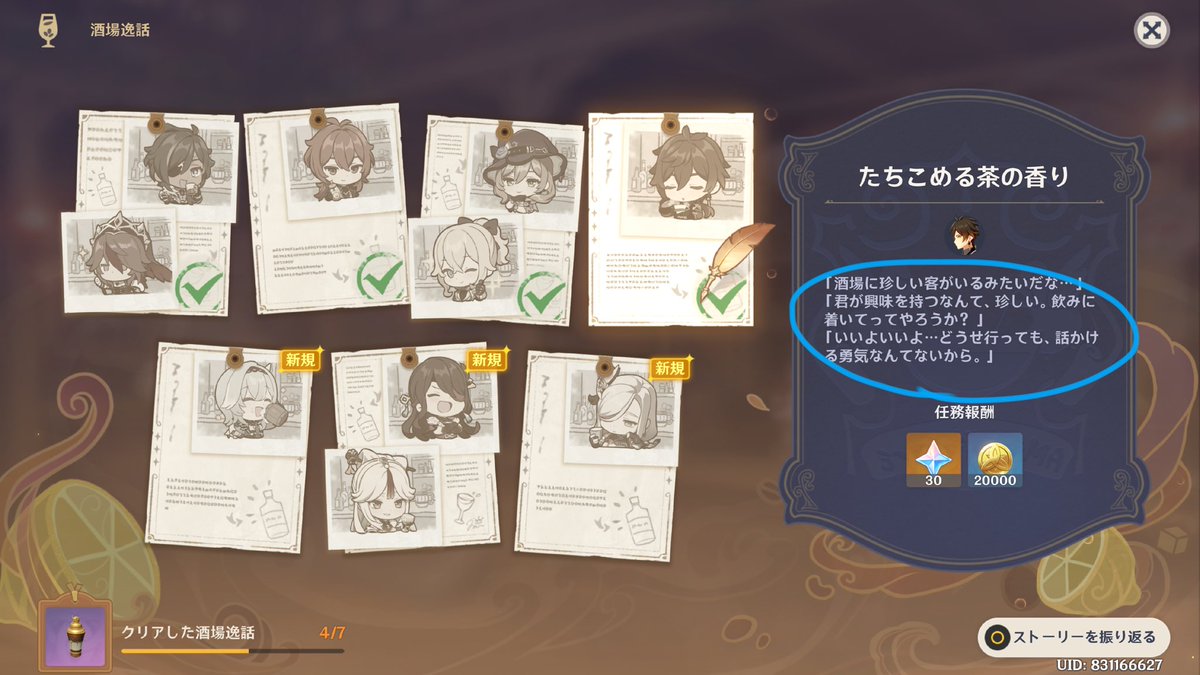 酒場逸話
新規
新規
新規
たちこめる茶の香り
「酒場に珍しい客がいるみたいだな…」
「君が興味を持つなんて、珍しい。飲みに
着いてってやろうか？」
「いいよいいよ…どうせ行っても、話かけ
る勇気なんてないから。」
任務報酬
30
20000
クリアした酒場逸話
4/7
ストーリーを振り返る
UID: 831166627